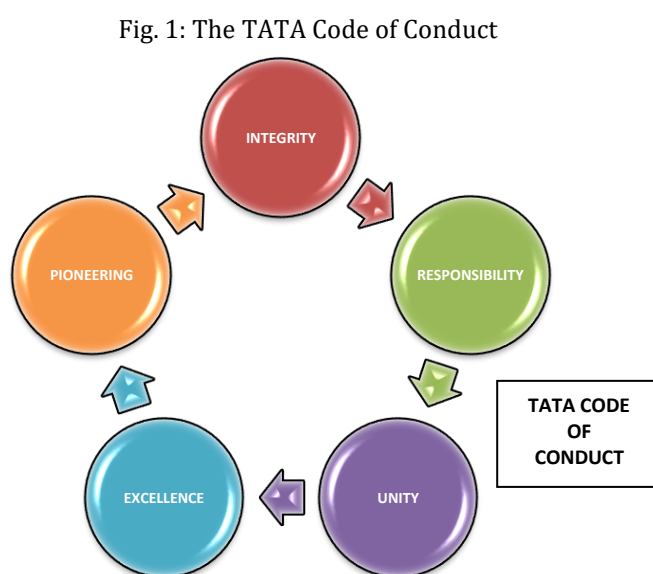 Fig. 1: The TATA Code of Conduct
INTEGRITY
PIONEERING
RESPONSIBILITY
TATA CODE
OF
CONDUCT
EXCELLENCE
UNITY